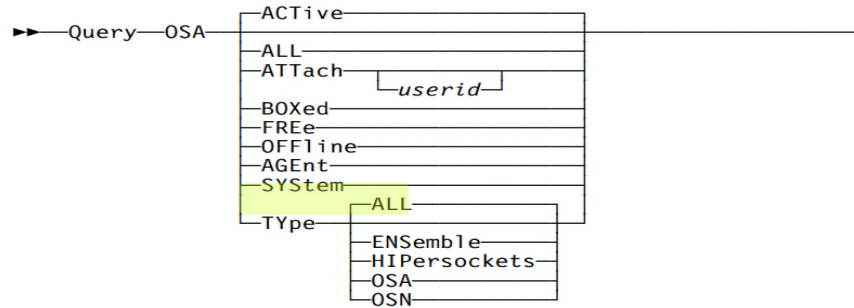 ACTive
Query OSA
ALL
ATTach
userid
BOXed
FREe
OFFline
AGEnt
SYStem
ALL
TYpe
ENSemble
HIPersockets
OSA
OSN